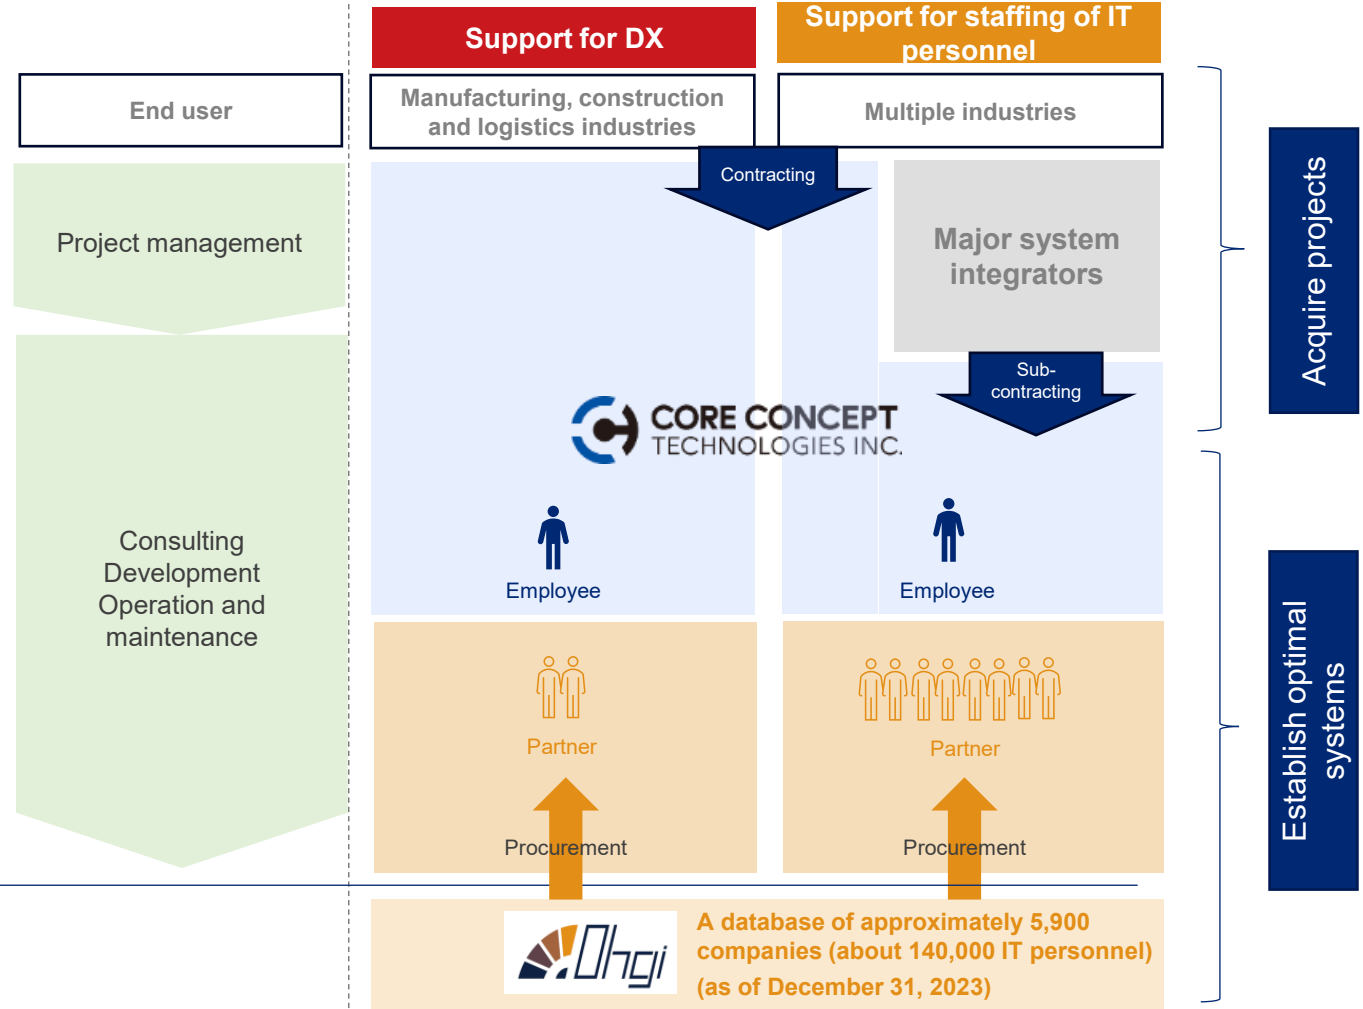 Support for DX
Support for staffing of IT
personnel
End user
Manufacturing, construction
and logistics industries
Multiple industries
Contracting
Project management
Major system
integrators
Sub-
contracting
Acquire projects
CORE CONCEPT
TECHNOLOGIES INC.
Consulting
Development
Operation and
maintenance
Employee
Employee
Partner
Partner
Procurement
Procurement
Establish optimal
systems
Ohgi
A database of approximately 5,900
companies (about 140,000 IT personnel)
(as of December 31, 2023)